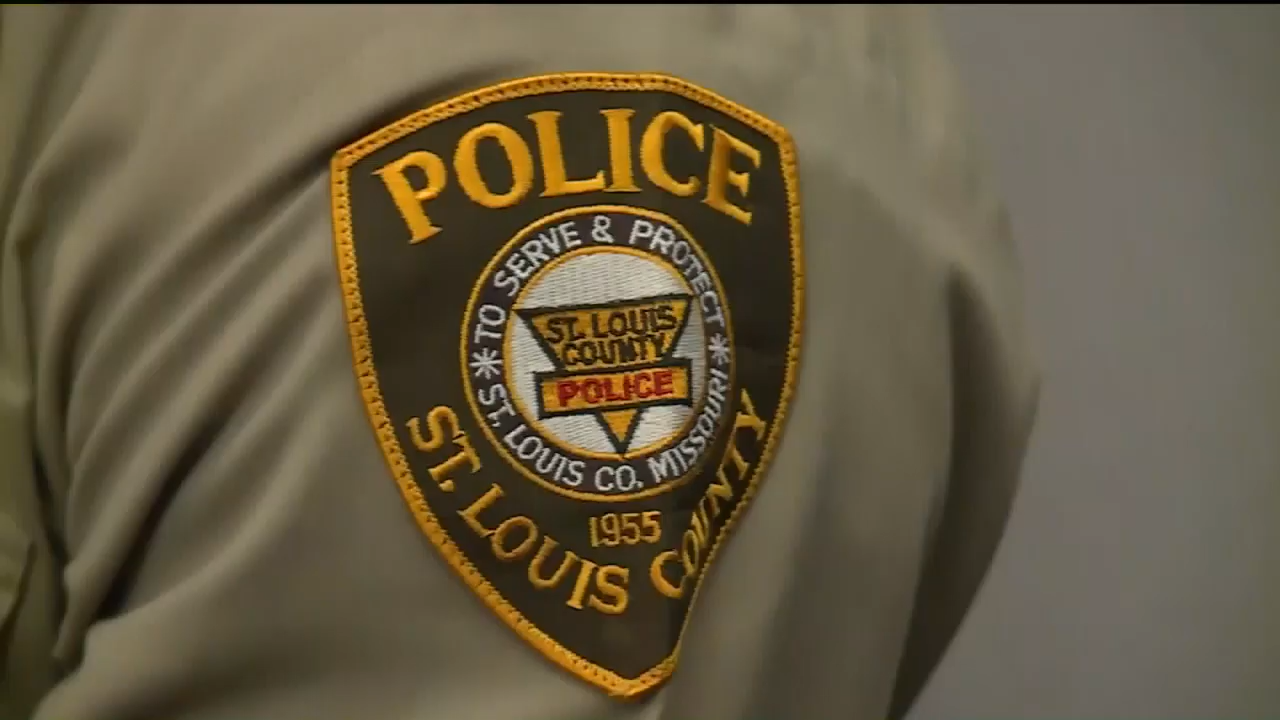 POLICE
* TO SERVE & PROTECT *
ST. LOUIS
COUNTY
POLICE
ST. LOUIS CO. MISSOURI
1955
ST. LOUIS COUNTY